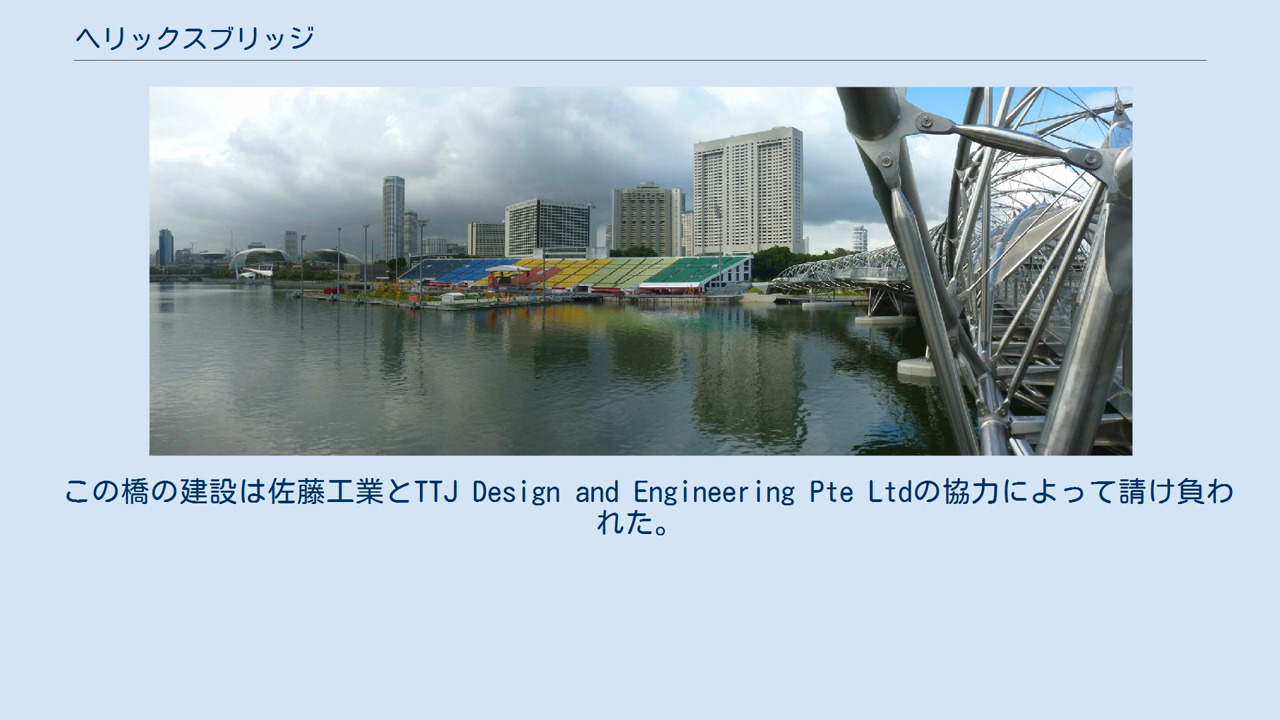 ヘリックスブリッジ
この橋の建設は佐藤工業とTTJ Design and Engineering Pte Ltdの協力によって請け負わ
れた。